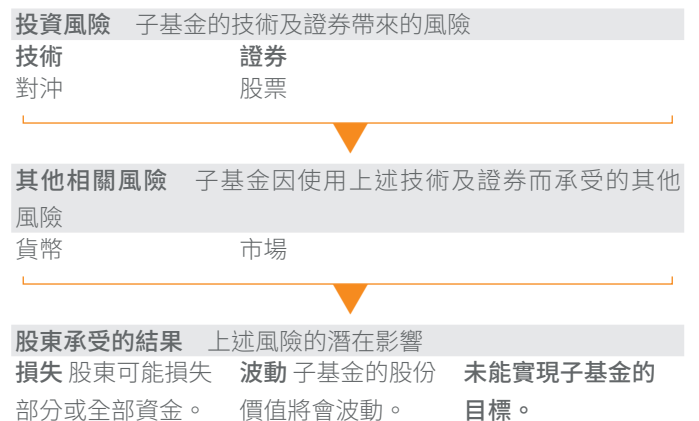 投資風險 子基金的技術及證券帶來的風險
技術 證券
對沖 股票
其他相關風險 子基金因使用上述技術及證券而承受的其他
風險
貨幣 市場
股東承受的結果 上述風險的潛在影響
損失 股東可能損失 波動 子基金的股份 未能實現子基金的
部分或全部資金。 價值將會波動。 目標。